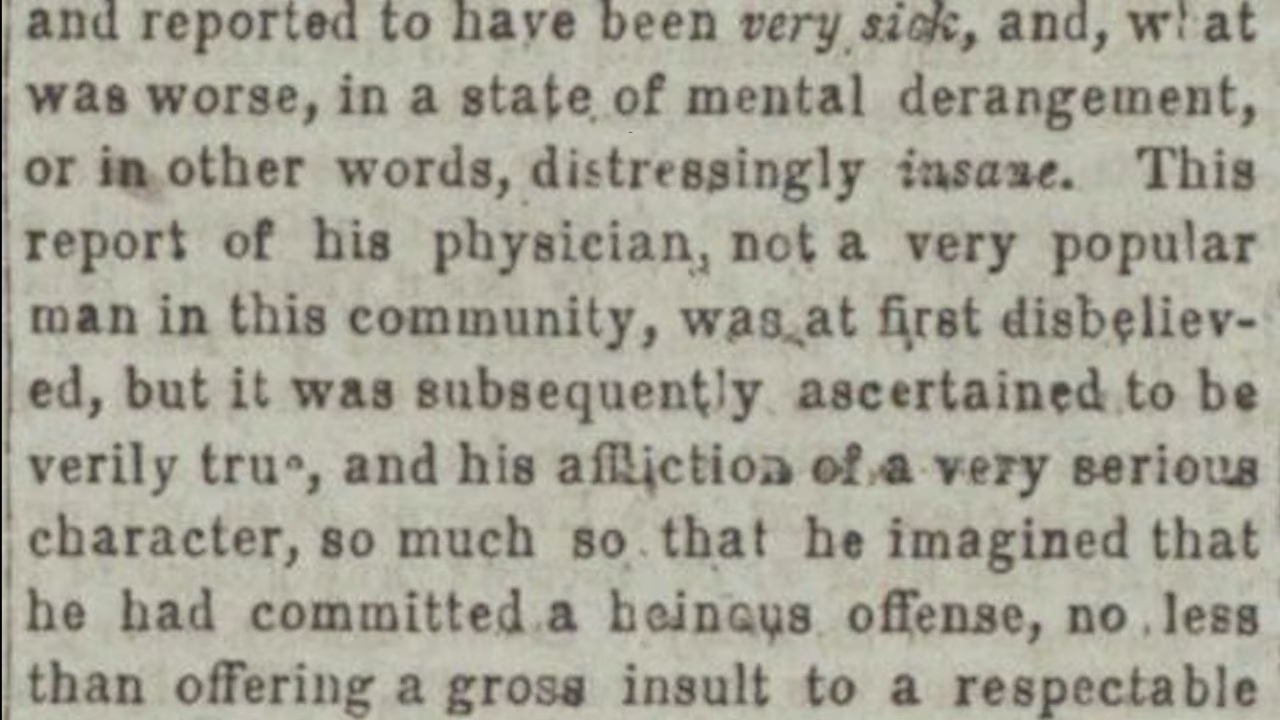 and reported to have been very sick, and, what
was worse, in a state of mental derangement,
or in other words, distressingly insane. This
report of his physician, not a very popular
man in this community, was at first disbeliev-
ed, but it was subsequently ascertained to be
verily true, and his affliction of a very serious
character, so much so that he imagined that
he had committed a heinous offense, no less
than offering a gross insult to a respectable